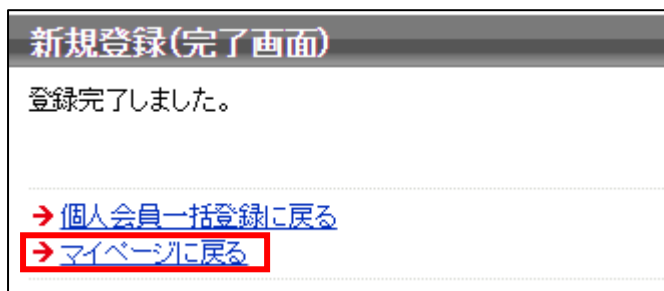 新規登録(完了画面)
登録完了しました。
個人会員一括登録に戻る
マイページに戻る